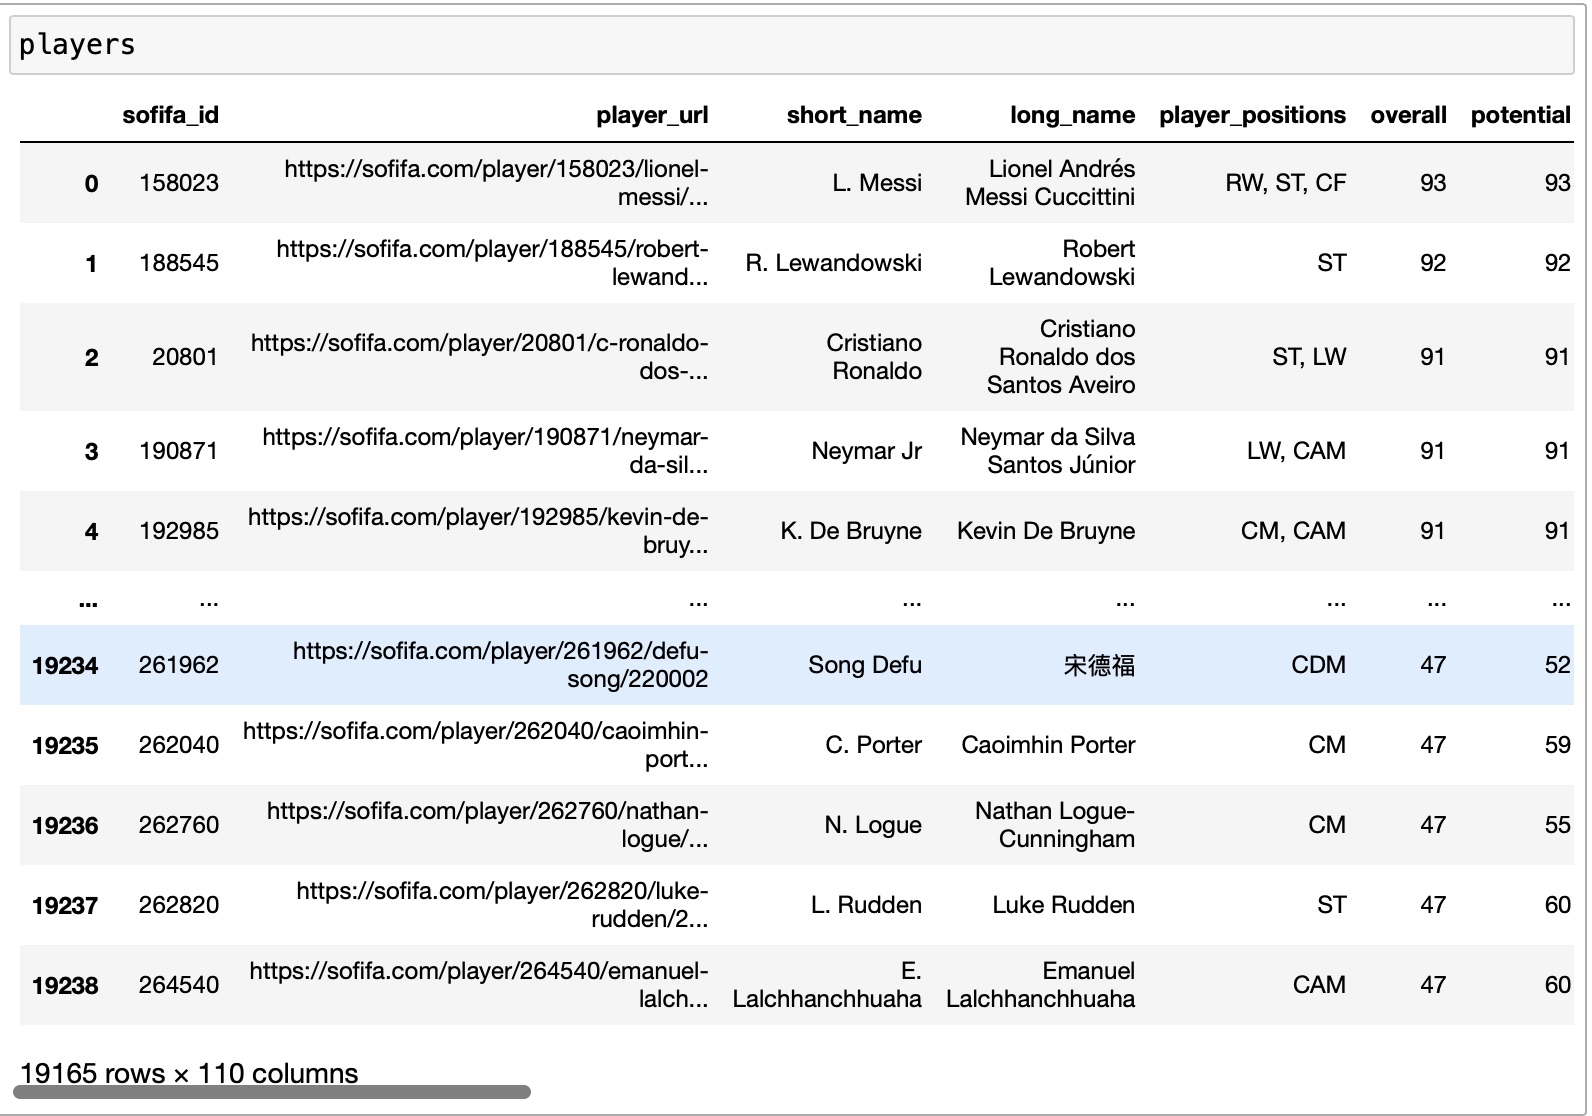 players
sofifa_id player_url short_name long_name player_positions overall potential
0 158023 https://sofifa.com/player/158023/lionel-messi/... L. Messi Lionel Andrés Messi Cuccittini RW, ST, CF 93 93
1 188545 https://sofifa.com/player/188545/robert-lewand... R. Lewandowski Robert Lewandowski ST 92 92
2 20801 https://sofifa.com/player/20801/c-ronaldo-dos-... Cristiano Ronaldo Cristiano Ronaldo dos Santos Aveiro ST, LW 91 91
3 190871 https://sofifa.com/player/190871/neymar-da-sil... Neymar Jr Neymar da Silva Santos Júnior LW, CAM 91 91
4 192985 https://sofifa.com/player/192985/kevin-de-bruy... K. De Bruyne Kevin De Bruyne CM, CAM 91 91
... ... ... ... ... ... ... ...
19234 261962 https://sofifa.com/player/261962/defu-song/220002 Song Defu 宋德福 CDM 47 52
19235 262040 https://sofifa.com/player/262040/caoimhin-port... C. Porter Caoimhin Porter CM 47 59
19236 262760 https://sofifa.com/player/262760/nathan-logue/... N. Logue Nathan Logue-Cunningham CM 47 55
19237 262820 https://sofifa.com/player/262820/luke-rudden/2... L. Rudden Luke Rudden ST 47 60
19238 264540 https://sofifa.com/player/264540/emanuel-lalch... E. Lalchhanchhuaha Emanuel Lalchhanchhuaha CAM 47 60
19165 rows × 110 columns